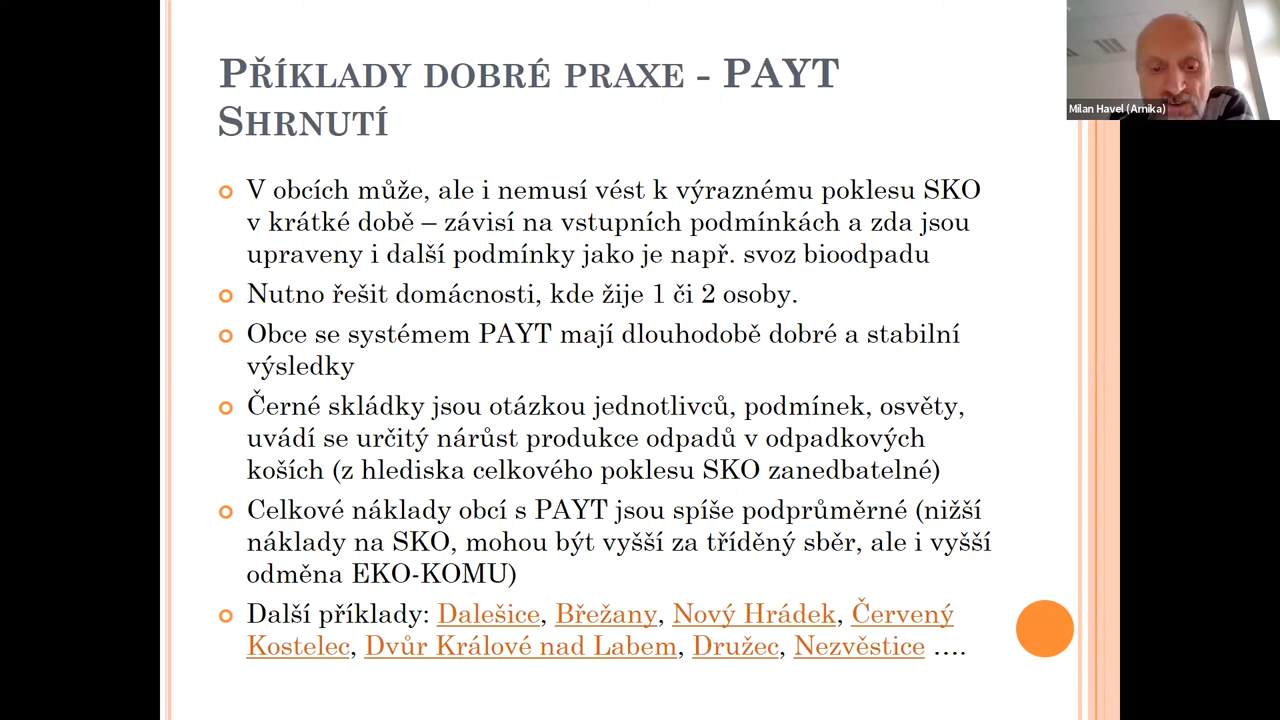 Příklady dobré praxe - PAYT
Shrnutí
V obcích může, ale i nemusí vést k výraznému poklesu SKO
v krátké době – závisí na vstupních podmínkách a zda jsou
upraveny i další podmínky jako je např. svoz bioodpadu
Nutno řešit domácnosti, kde žije 1 či 2 osoby.
Obce se systémem PAYT mají dlouhodobě dobré a stabilní
výsledky
Černé skládky jsou otázkou jednotlivců, podmínek, osvěty,
uvádí se určitý nárůst produkce odpadů v odpadkových
koších (z hlediska celkového poklesu SKO zanedbatelné)
Celkové náklady obcí s PAYT jsou spíše podprůměrné (nižší
náklady na SKO, mohou být vyšší za tříděný sběr, ale i vyšší
odměna EKO-KOMU)
Další příklady: Dalešice, Břežany, Nový Hrádek, Červený
Kostelec, Dvůr Králové nad Labem, Družec, Nezvěstice ….
Milan Havel (Arnika)